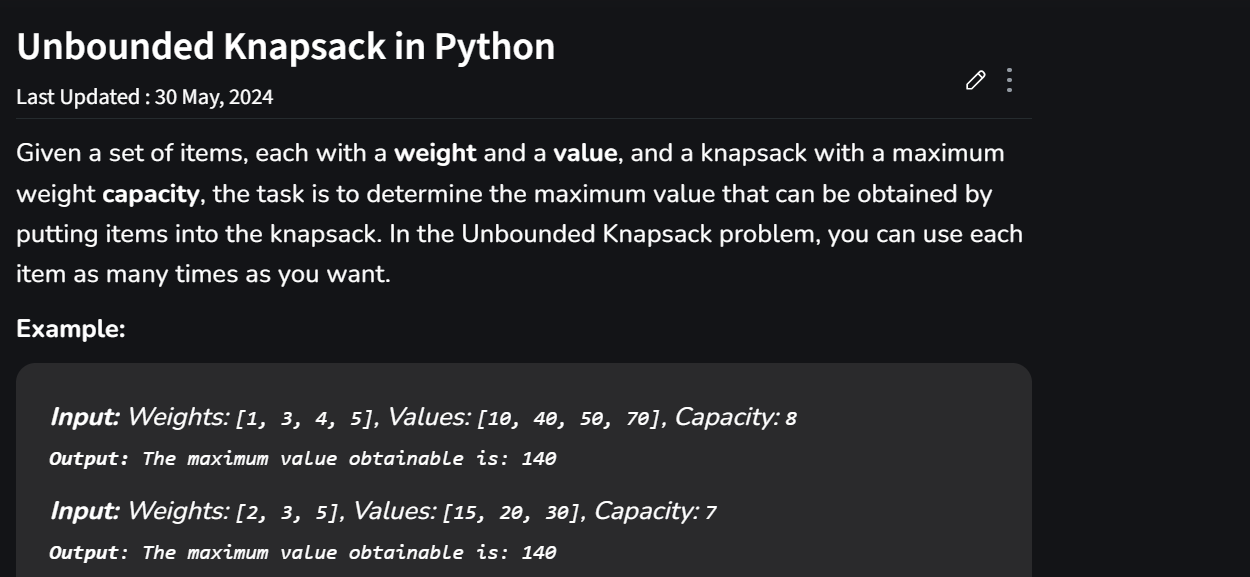 Unbounded Knapsack in Python
Last Updated : 30 May, 2024
Given a set of items, each with a weight and a value, and a knapsack with a maximum
weight capacity, the task is to determine the maximum value that can be obtained by
putting items into the knapsack. In the Unbounded Knapsack problem, you can use each
item as many times as you want.
Example:
Input: Weights: [1, 3, 4, 5], Values: [10, 40, 50, 70], Capacity: 8
Output: The maximum value obtainable is: 140
Input: Weights: [2, 3, 5], Values: [15, 20, 30], Capacity: 7
Output: The maximum value obtainable is: 140